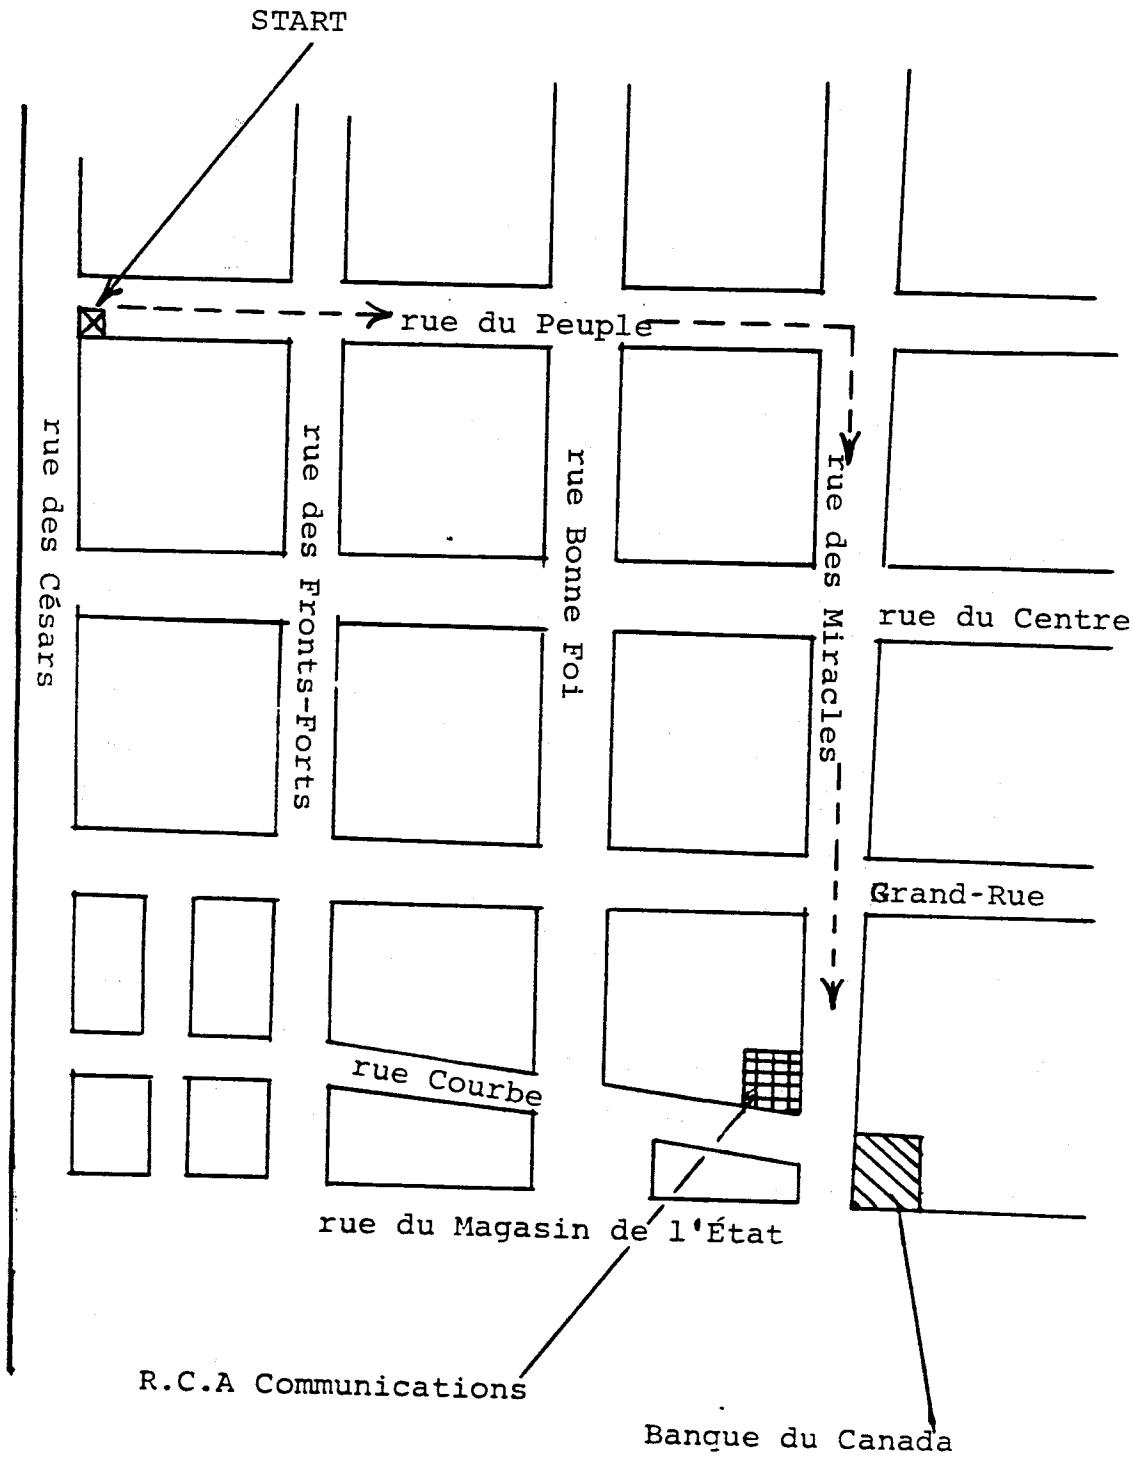 START
rue du Peuple
rue des Césars
rue des Fronts-Forts
rue Bonne Foi
rue des Miracles
rue du Centre
Grand-Rue
rue Courbe
rue du Magasin de l'État
R.C.A Communications
Banque du Canada